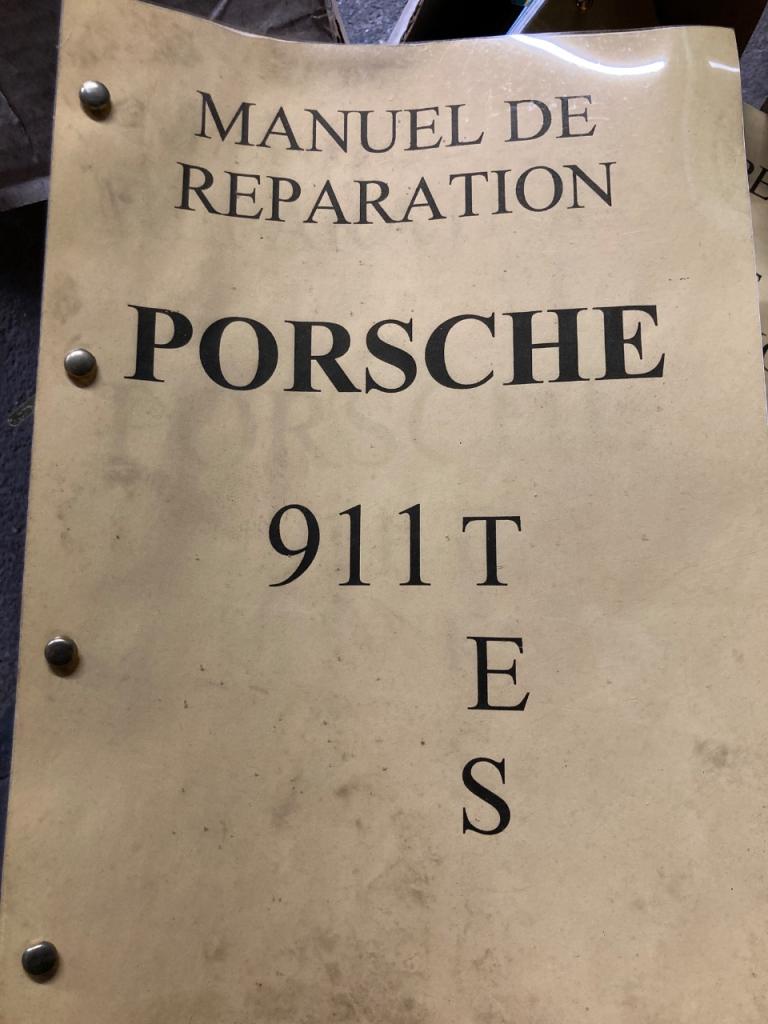 MANUEL DE
REPARATION
PORSCHE
911 T
E
S